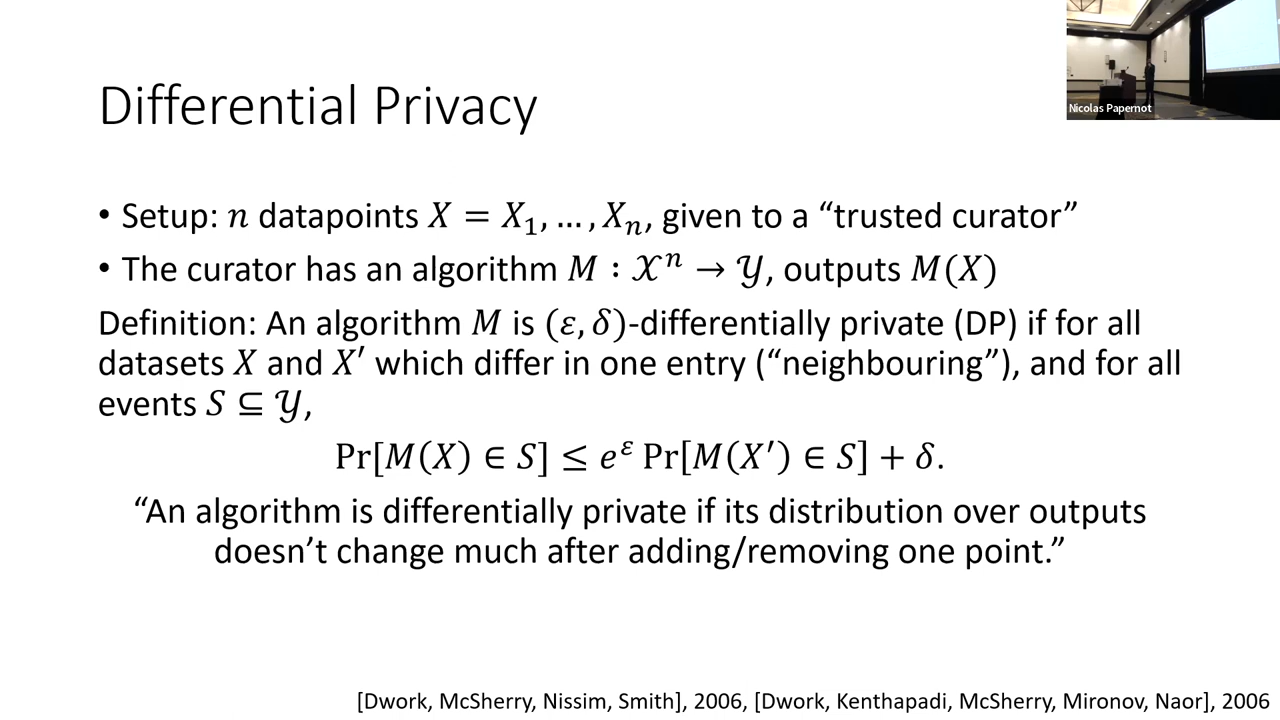 Nicolas Papernot
Differential Privacy
• Setup: 𝑛 datapoints 𝑋 = 𝑋₁, … , 𝑋ₙ, given to a “trusted curator”
• The curator has an algorithm 𝑀 ∶ 𝒳ⁿ → 𝒴, outputs 𝑀(𝑋)
Definition: An algorithm 𝑀 is (𝜀, 𝛿)-differentially private (DP) if for all
datasets 𝑋 and 𝑋′ which differ in one entry (“neighbouring”), and for all
events 𝑆 ⊆ 𝒴,
Pr[𝑀(𝑋) ∈ 𝑆] ≤ 𝑒^𝜀 Pr[𝑀(𝑋′) ∈ 𝑆] + 𝛿.
“An algorithm is differentially private if its distribution over outputs
doesn’t change much after adding/removing one point.”
[Dwork, McSherry, Nissim, Smith], 2006, [Dwork, Kenthapadi, McSherry, Mironov, Naor], 2006